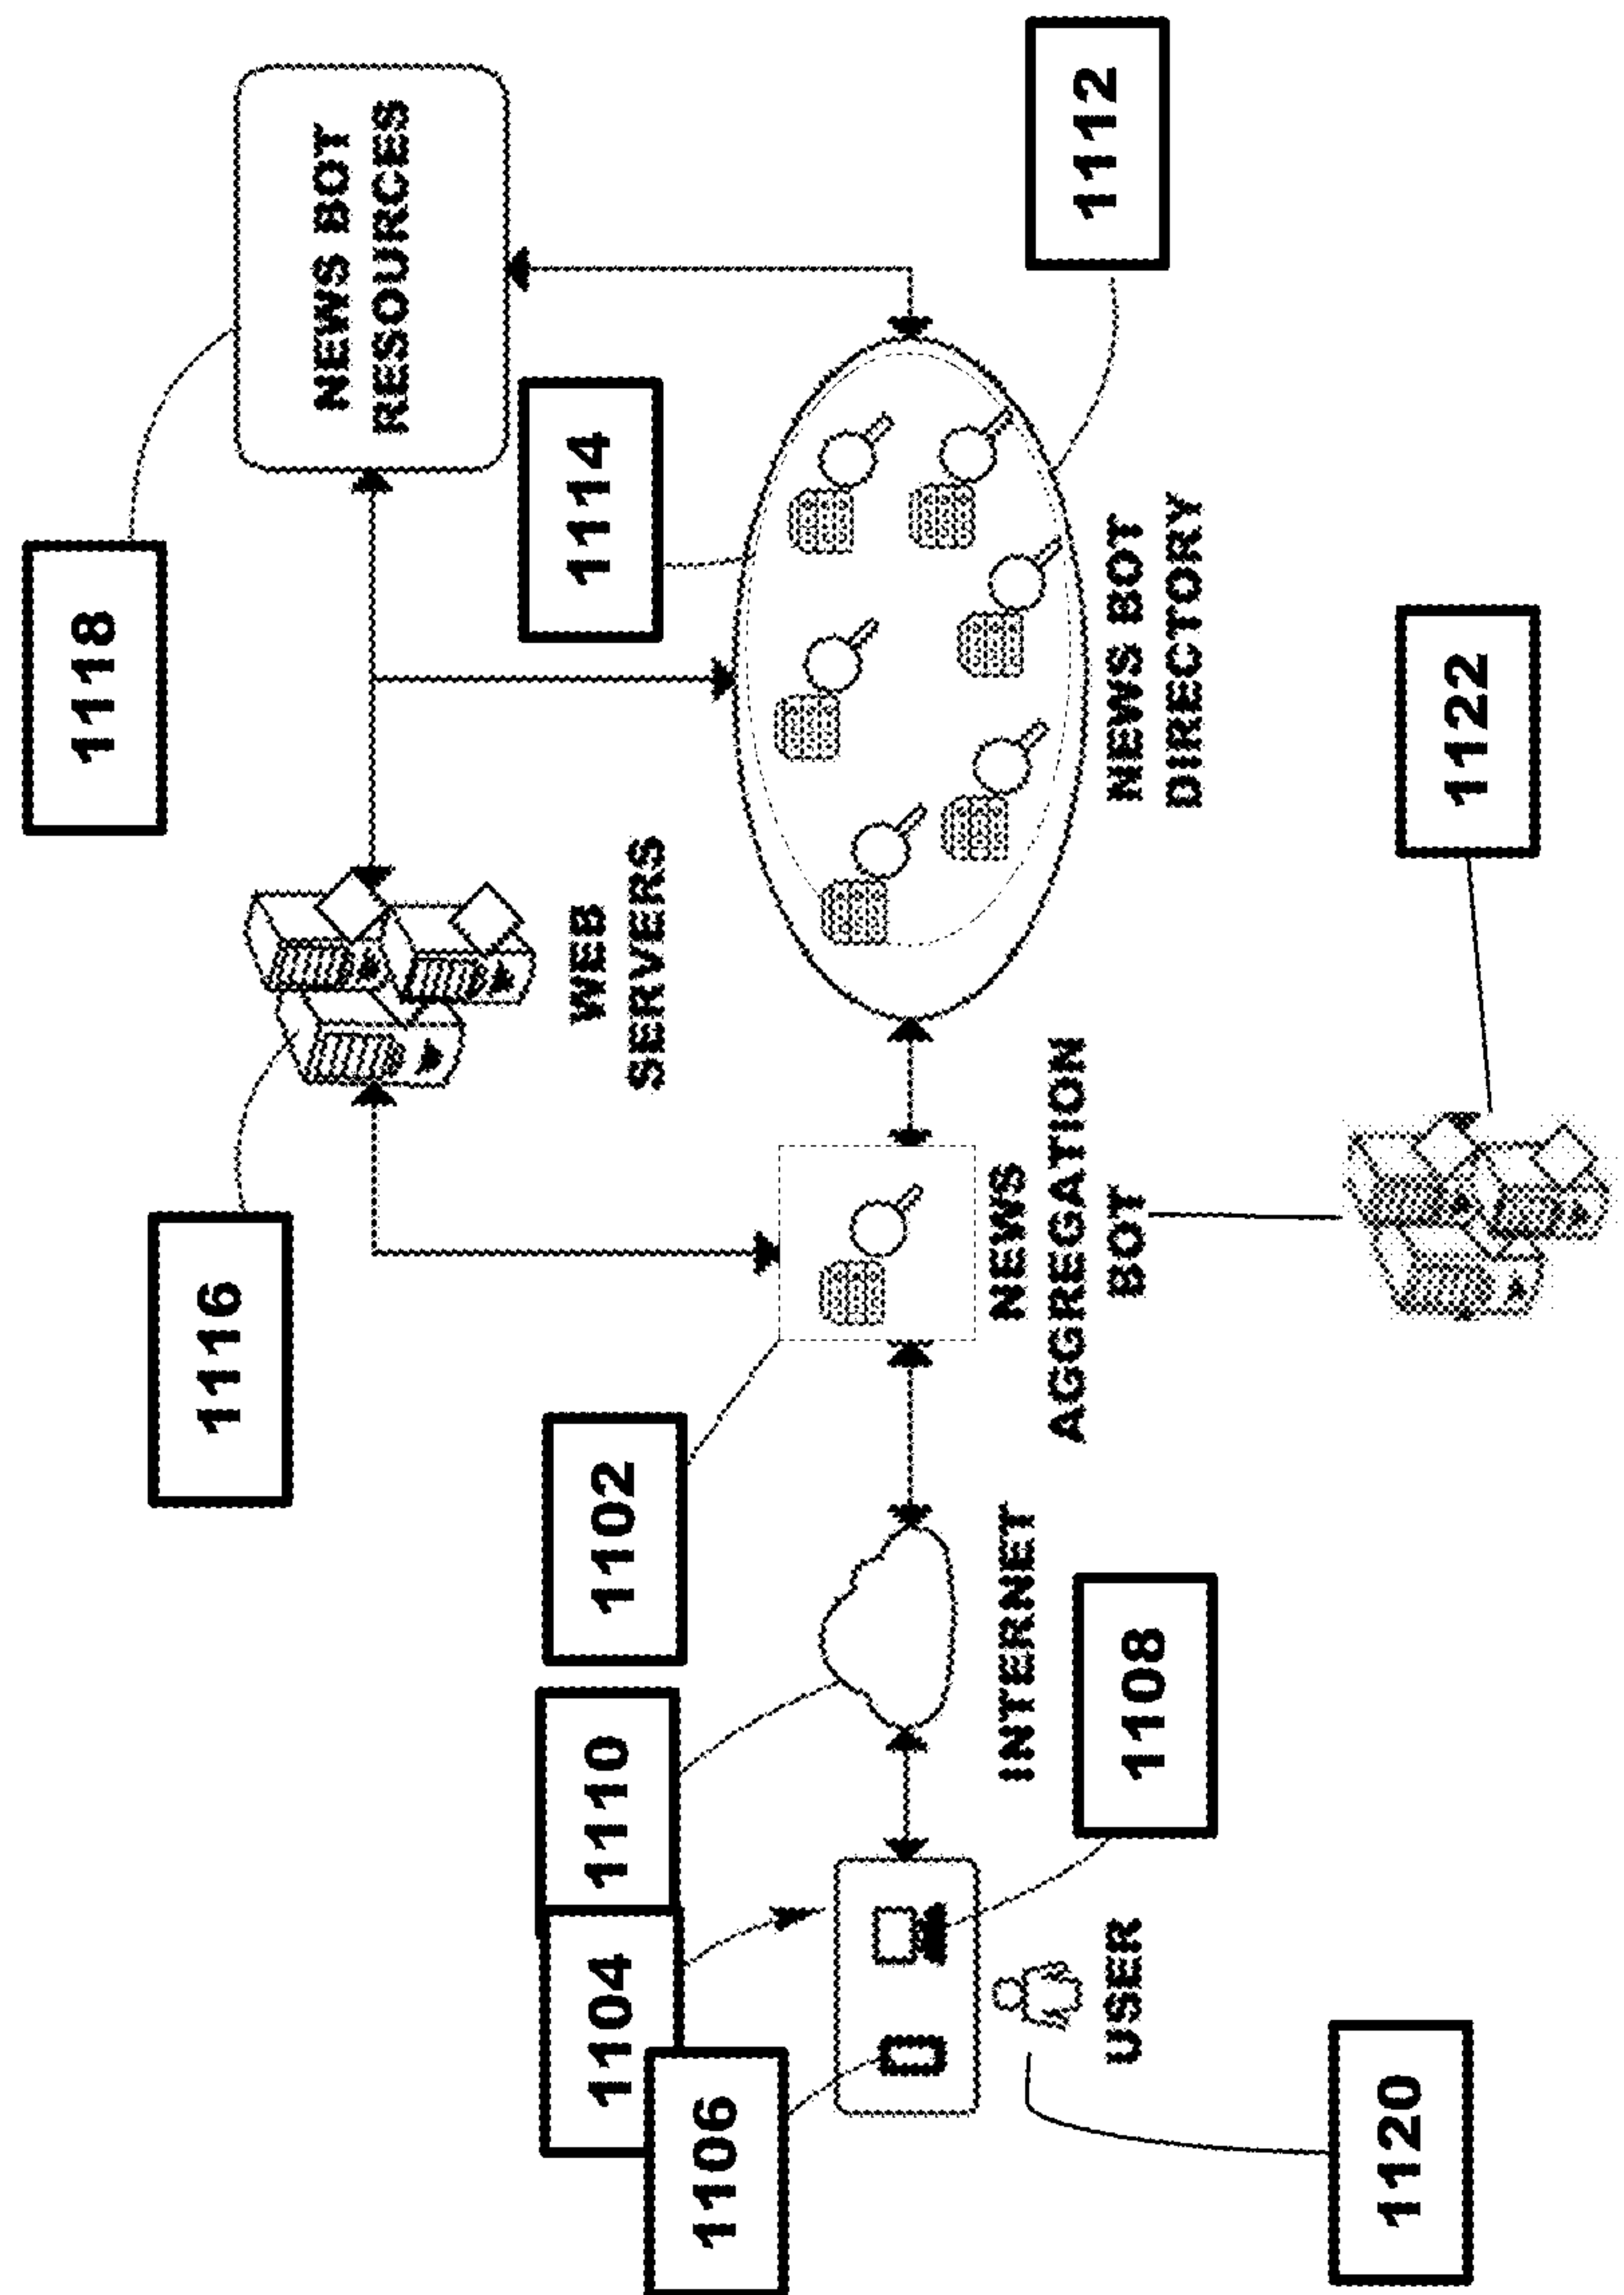 1118
NEWS BOT
RESOURCES
1116
WEB
SERVERS
1114
1102
1110
1104
1106
1112
INTERNET
NEWS
AGGREGATION
BOT
NEWS BOT
DIRECTORY
1108
USER
1120
1122